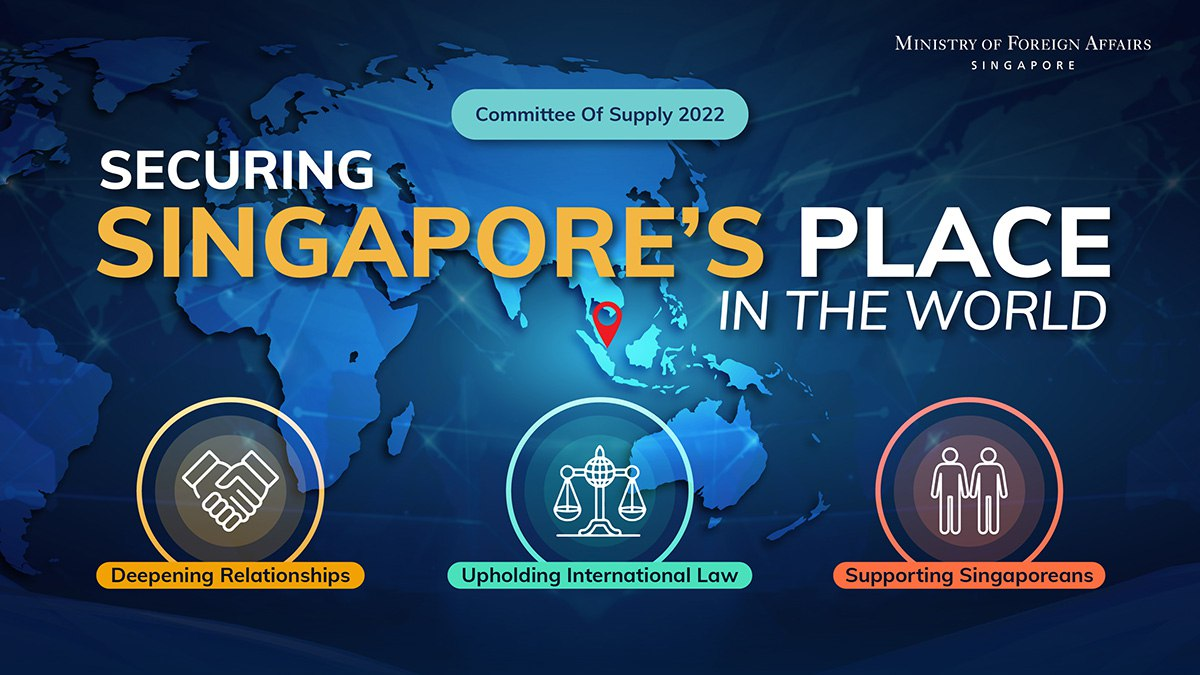 MINISTRY OF FOREIGN AFFAIRS
SINGAPORE
Committee Of Supply 2022
SECURING
SINGAPORE'S PLACE
IN THE WORLD
Deepening Relationships
Upholding International Law
Supporting Singaporeans